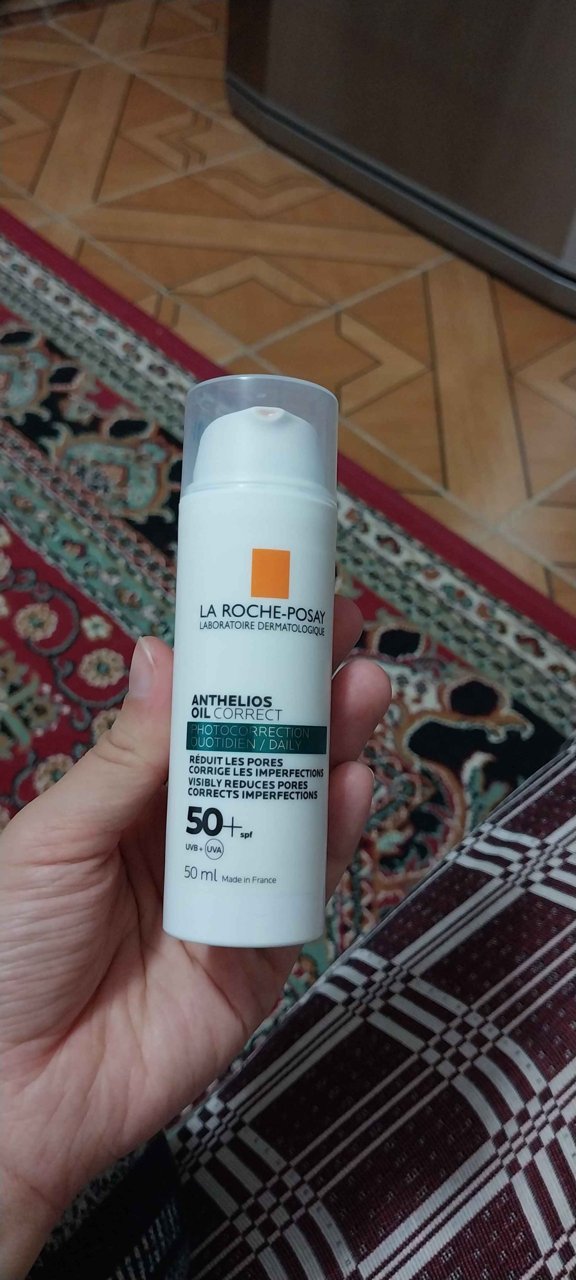 LA ROCHE-POSAY
LABORATOIRE DERMATOLOGIQUE
ANTHELIOS
OIL CORRECT
PHOTOCORRECTION
QUOTIDIEN / DAILY
RÉDUIT LES PORES
CORRIGE LES IMPERFECTIONS
VISIBLY REDUCES PORES
CORRECTS IMPERFECTIONS
50+ spf
UVB + UVA
50 ml Made in France